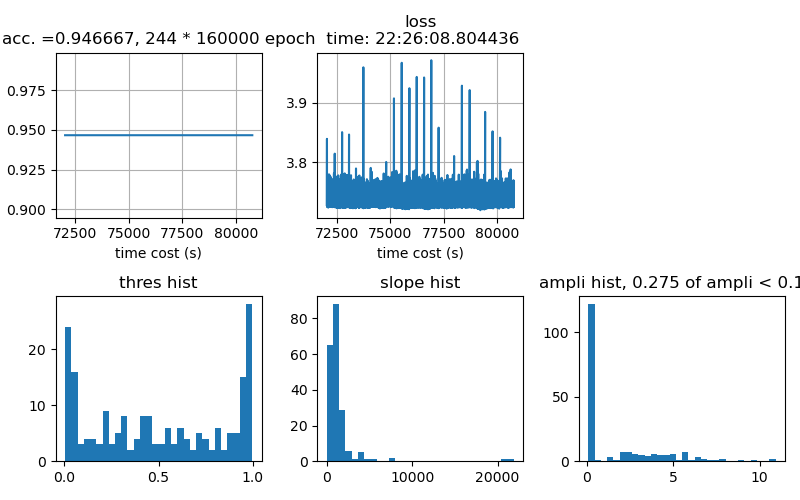 loss
acc. =0.946667, 244 * 160000 epoch time: 22:26:08.804436
0.975
0.950
0.925
0.900
72500 75000 77500 80000
time cost (s)
3.9
3.8
72500 75000 77500 80000
time cost (s)
thres hist
20
10
0
0.0 0.5 1.0
slope hist
80
60
40
20
0
0 10000 20000
ampli hist, 0.275 of ampli < 0.1
100
50
0
0 5 10